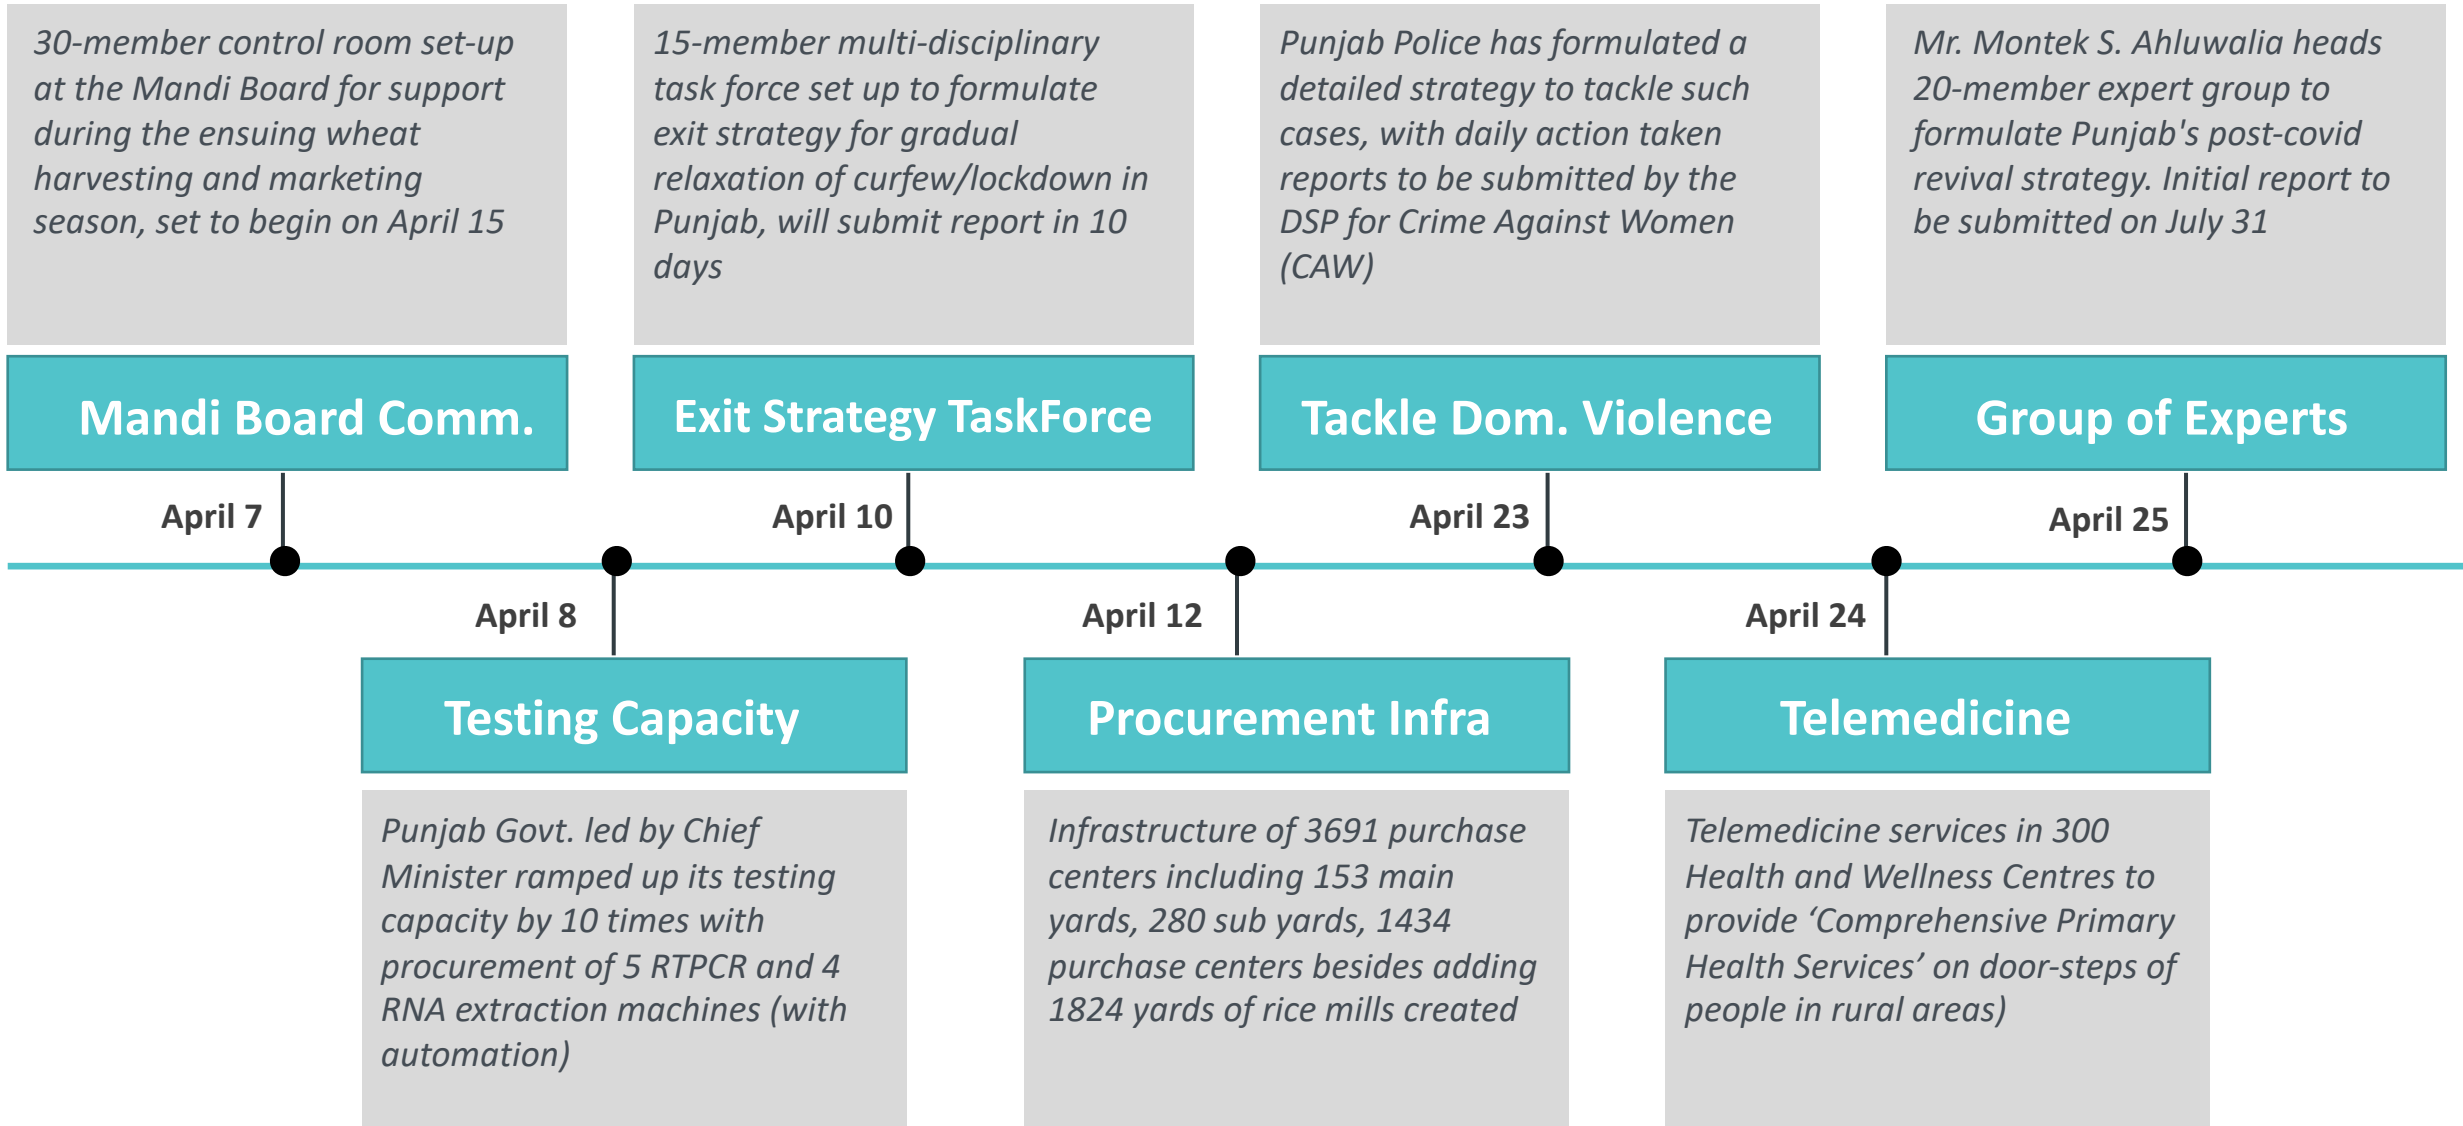 30-member control room set-up
at the Mandi Board for support
during the ensuing wheat
harvesting and marketing
season, set to begin on April 15
Mandi Board Comm.
April 7
15-member multi-disciplinary
task force set up to formulate
exit strategy for gradual
relaxation of curfew/lockdown in
Punjab, will submit report in 10
days
Exit Strategy TaskForce
April 10
Punjab Police has formulated a
detailed strategy to tackle such
cases, with daily action taken
reports to be submitted by the
DSP for Crime Against Women
(CAW)
Tackle Dom. Violence
April 23
Mr. Montek S. Ahluwalia heads
20-member expert group to
formulate Punjab's post-covid
revival strategy. Initial report to
be submitted on July 31
Group of Experts
April 25
April 8
Testing Capacity
Punjab Govt. led by Chief
Minister ramped up its testing
capacity by 10 times with
procurement of 5 RTPCR and 4
RNA extraction machines (with
automation)
April 12
Procurement Infra
Infrastructure of 3691 purchase
centers including 153 main
yards, 280 sub yards, 1434
purchase centers besides adding
1824 yards of rice mills created
April 24
Telemedicine
Telemedicine services in 300
Health and Wellness Centres to
provide ‘Comprehensive Primary
Health Services’ on door-steps of
people in rural areas)